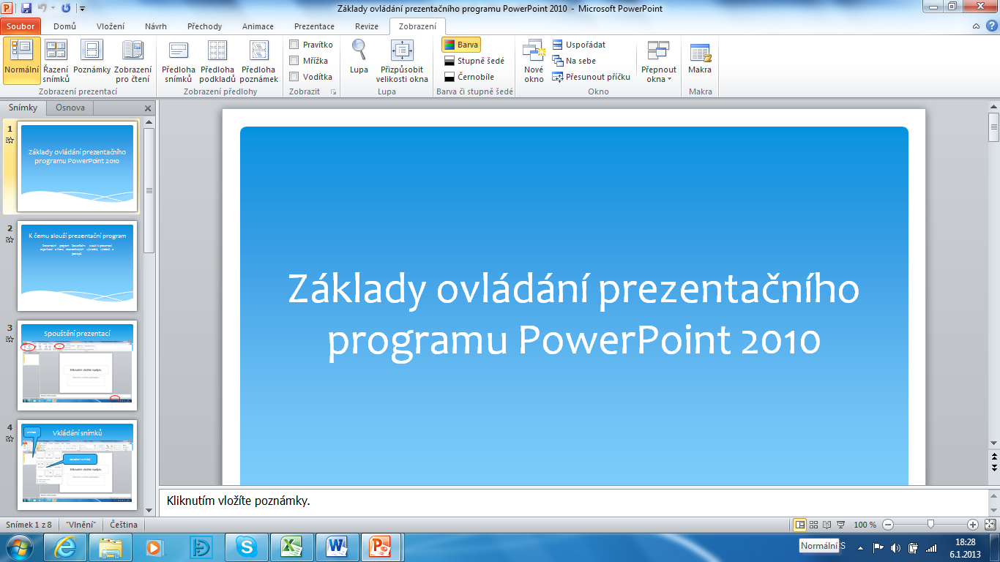 Základy ovládání prezentačního programu PowerPoint 2010 - Microsoft PowerPoint
Soubor Domů Vložení Návrh Přechody Animace Prezentace Revize Zobrazení
Normální
Řazení snímků
Poznámky
Zobrazení pro čtení
Zobrazení prezentací
Předloha snímků
Předloha podkladů
Předloha poznámek
Zobrazení předlohy
Pravítko
Mřížka
Vodítka
Zobrazit
Lupa
Přizpůsobit velikosti okna
Lupa
Barva
Stupně šedé
Černobíle
Barva či stupně šedé
Nové okno
Uspořádat
Na sebe
Přesunout příčku
Přepnout okna
Okno
Makra
Makra
Snímky Osnova
1
Základy ovládání prezentačního
programu PowerPoint 2010
2
K čemu slouží prezentační program
3
Spouštění prezentací
Kliknutím vložíte nadpis.
4
Vkládání snímků
Kliknutím vložíte nadpis.
Základy ovládání prezentačního
programu PowerPoint 2010
Kliknutím vložíte poznámky.
Snímek 1 z 8 "Vlnění" Čeština 100 %
Normální S
18:28
6.1.2013